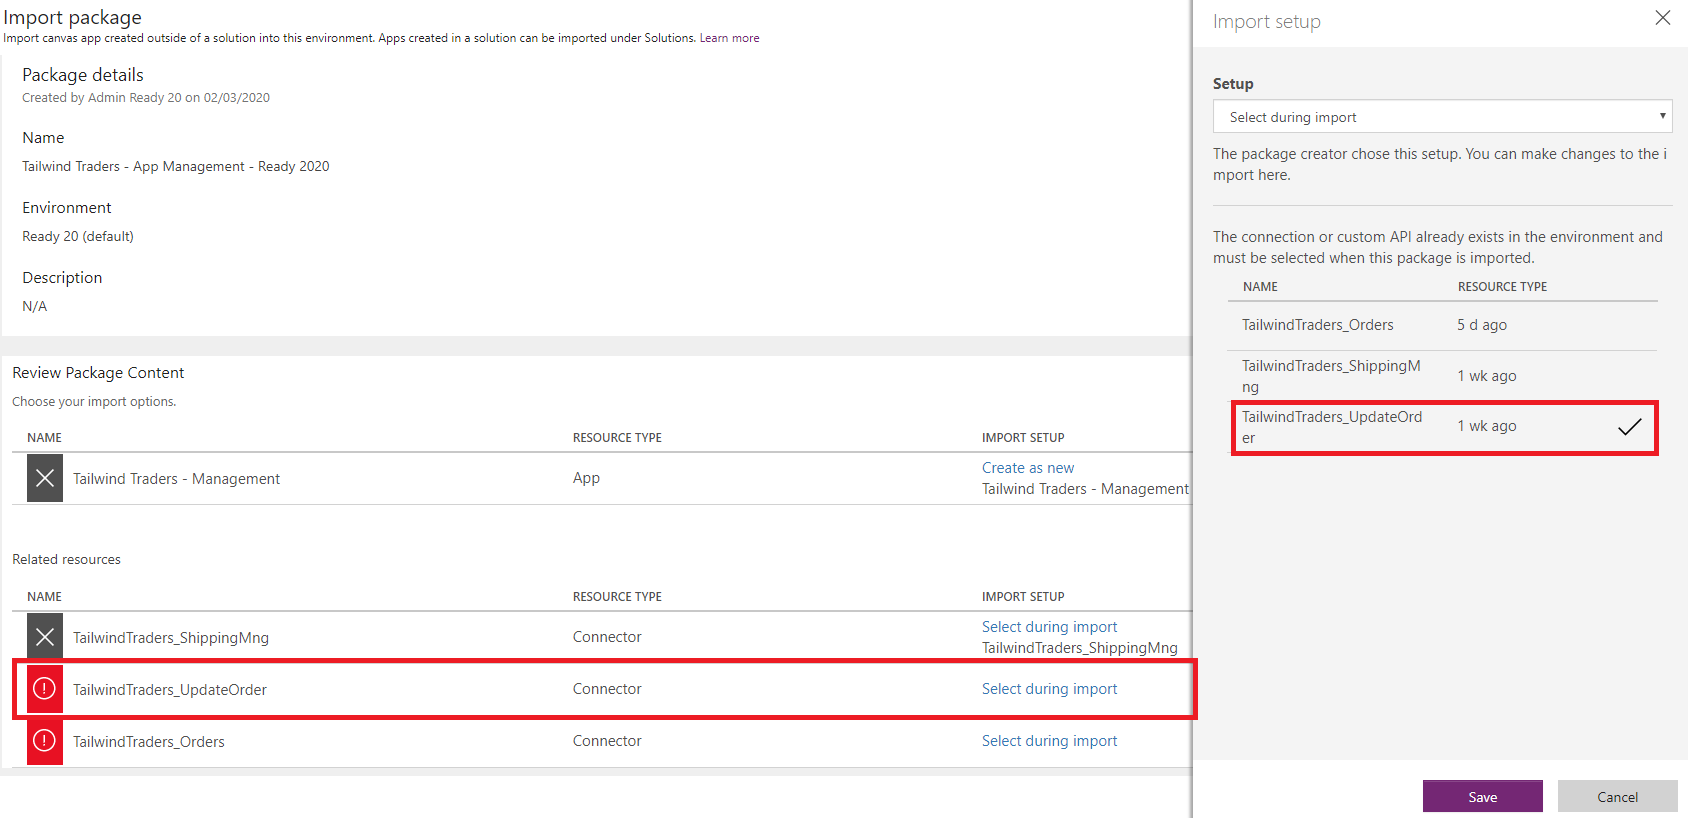 Import package
Import canvas app created outside of a solution into this environment. Apps created in a solution can be imported under Solutions. Learn more
Package details
Created by Admin Ready 20 on 02/03/2020
Name
Tailwind Traders - App Management - Ready 2020
Environment
Ready 20 (default)
Description
N/A
Review Package Content
Choose your import options.
NAME RESOURCE TYPE IMPORT SETUP
Tailwind Traders - Management App Create as new
Tailwind Traders - Management
Related resources
NAME RESOURCE TYPE IMPORT SETUP
TailwindTraders_ShippingMng Connector Select during import
TailwindTraders_ShippingMng
TailwindTraders_UpdateOrder Connector Select during import
TailwindTraders_Orders Connector Select during import
Import setup
Setup
Select during import
The package creator chose this setup. You can make changes to the i
mport here.
The connection or custom API already exists in the environment and
must be selected when this package is imported.
NAME RESOURCE TYPE
TailwindTraders_Orders 5 d ago
TailwindTraders_ShippingM
ng 1 wk ago
TailwindTraders_UpdateOrd
er 1 wk ago
Save Cancel